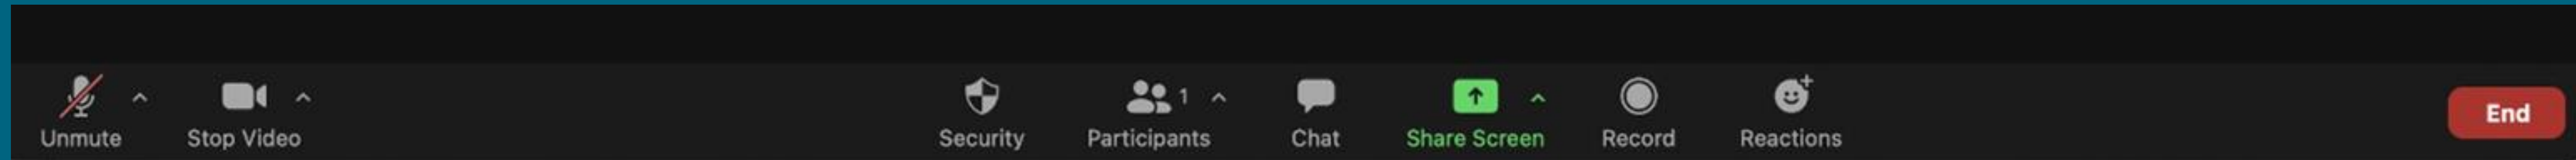 Unmute
Stop Video
Security
1
Participants
Chat
Share Screen
Record
Reactions
End